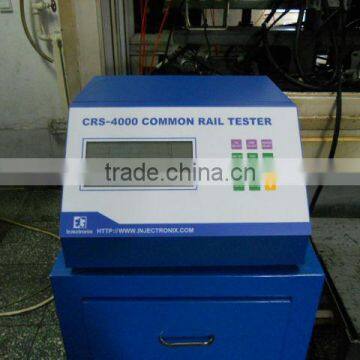 CRS-4000 COMMON RAIL TESTER
trade.china.cn
Injectronix HTTP://WWW.INJECTRONIX.COM